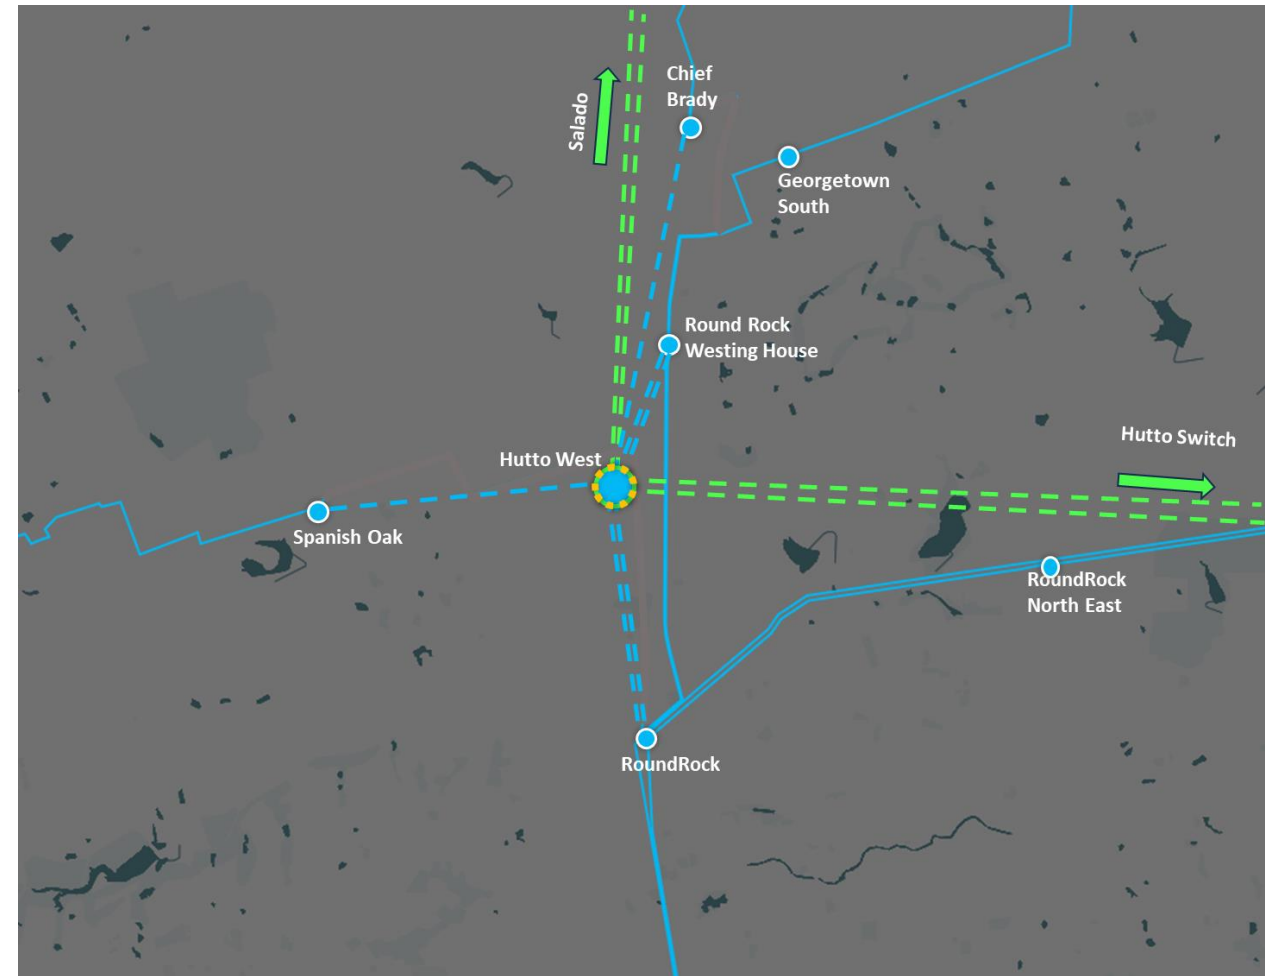 Chief
Brady
Salado
Georgetown
South
Round Rock
Westing House
Hutto Switch
Hutto West
Spanish Oak
RoundRock
North East
RoundRock